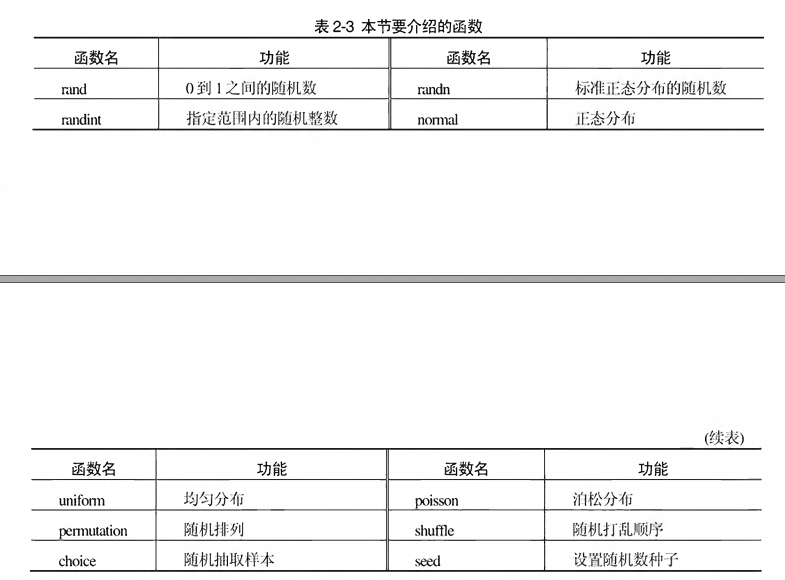 表 2-3 本节要介绍的函数
函数名 功能 函数名 功能
rand 0 到 1 之间的随机数 randn 标准正态分布的随机数
randint 指定范围内的随机整数 normal 正态分布
(续表)
函数名 功能 函数名 功能
uniform 均匀分布 poisson 泊松分布
permutation 随机排列 shuffle 随机打乱顺序
choice 随机抽取样本 seed 设置随机数种子